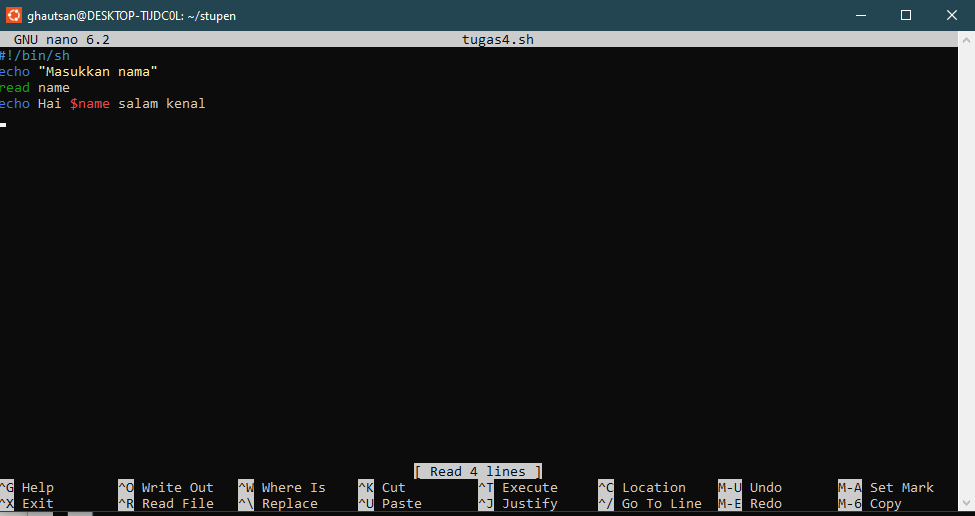 ghautsan@DESKTOP-TIJDC0L: ~/stupen
GNU nano 6.2 tugas4.sh
#!/bin/sh
echo "Masukkan nama"
read name
echo Hai $name salam kenal
[ Read 4 lines ]
^G Help ^O Write Out ^W Where Is ^K Cut ^T Execute ^C Location M-U Undo M-A Set Mark
^X Exit ^R Read File ^\ Replace ^U Paste ^J Justify ^/ Go To Line M-E Redo M-6 Copy